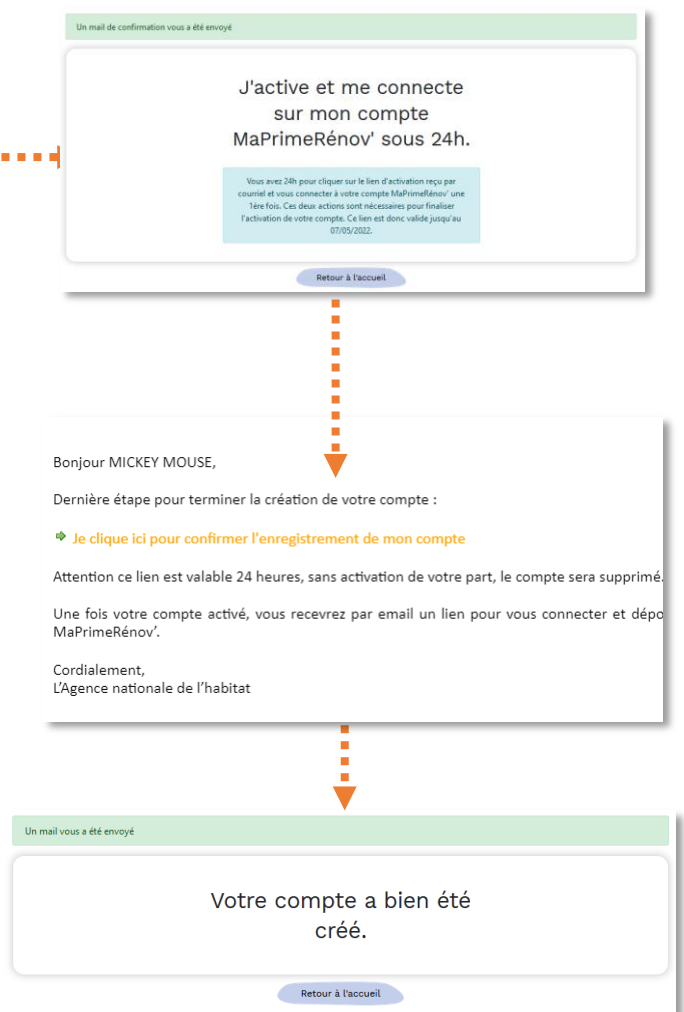 Un mail de confirmation vous a été envoyé
J'active et me connecte
sur mon compte
MaPrimeRénov' sous 24h.
Vous avez 24h pour cliquer sur le lien d'activation reçu par
courriel et vous connecter à votre compte MaPrimeRénov' une
1ère fois. Ces deux actions sont nécessaires pour finaliser
l'activation de votre compte. Ce lien est donc valide jusqu'au
07/05/2022.
Retour à l'accueil
Bonjour MICKEY MOUSE,
Dernière étape pour terminer la création de votre compte :
Je clique ici pour confirmer l'enregistrement de mon compte
Attention ce lien est valable 24 heures, sans activation de votre part, le compte sera supprimé.
Une fois votre compte activé, vous recevrez par email un lien pour vous connecter et dépo
MaPrimeRénov’.
Cordialement,
L’Agence nationale de l’habitat
Un mail vous a été envoyé
Votre compte a bien été
créé.
Retour à l'accueil